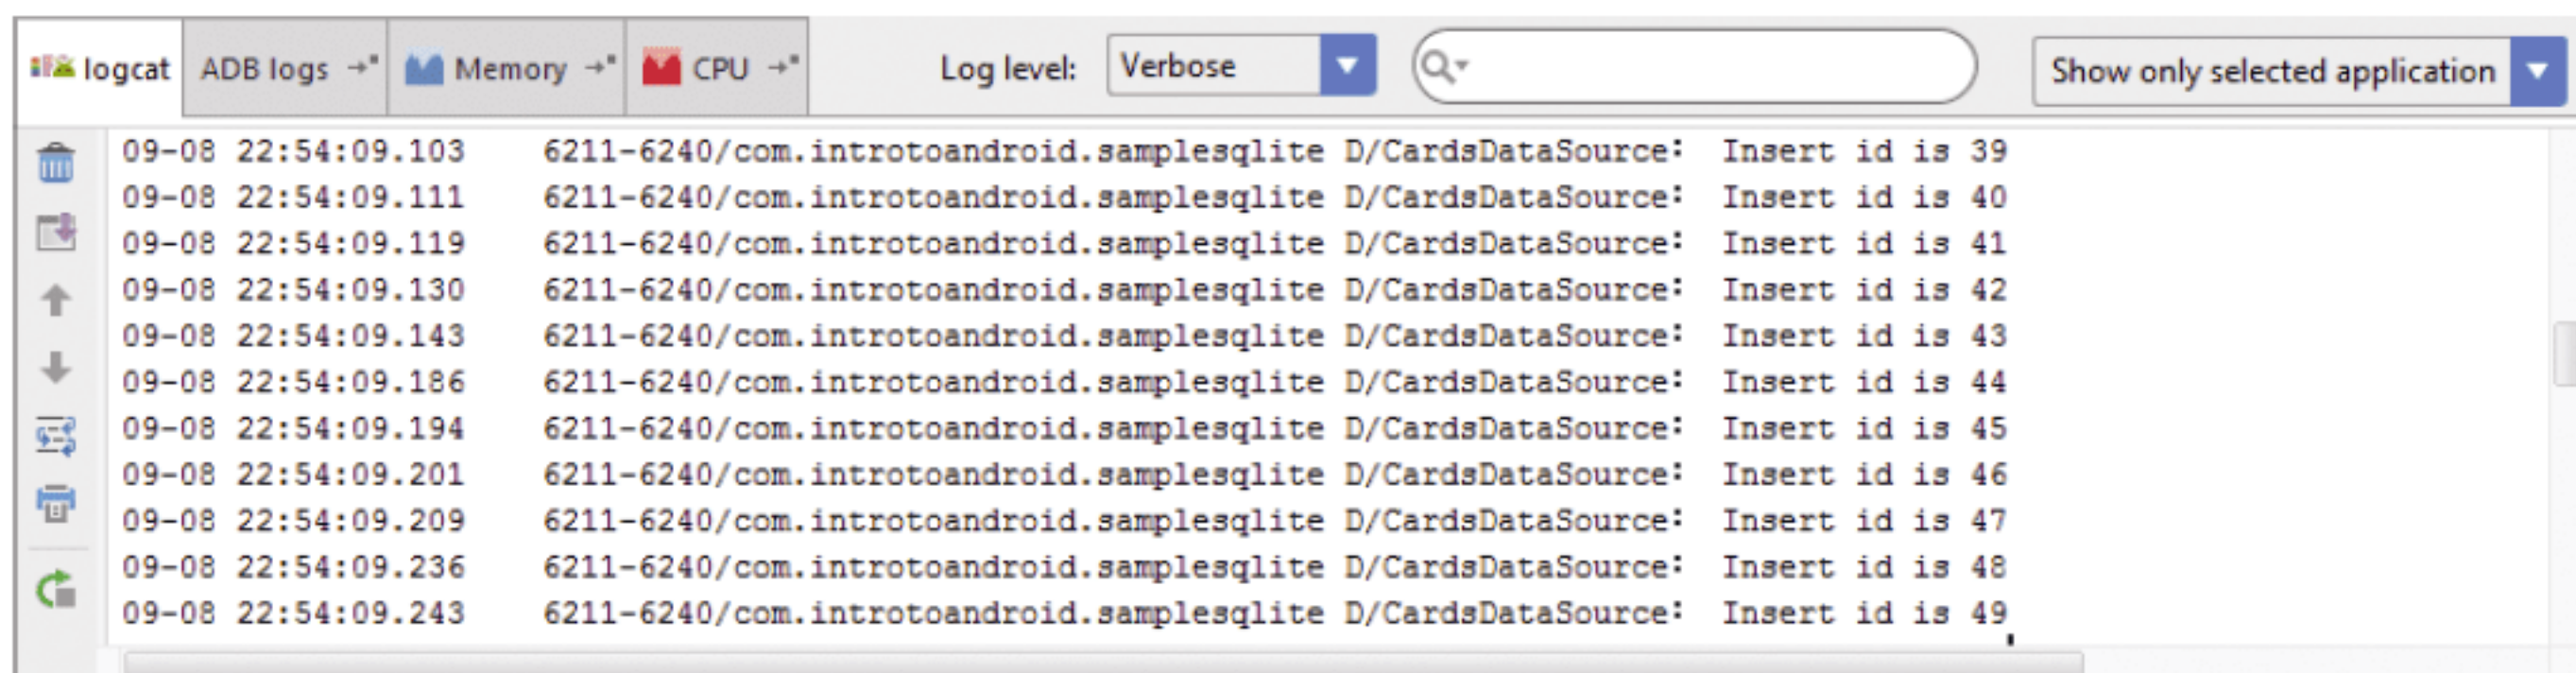 logcat ADB logs Memory CPU Log level: Verbose Show only selected application
09-08 22:54:09.103 6211-6240/com.introtoandroid.samplesqlite D/CardsDataSource: Insert id is 39
09-08 22:54:09.111 6211-6240/com.introtoandroid.samplesqlite D/CardsDataSource: Insert id is 40
09-08 22:54:09.119 6211-6240/com.introtoandroid.samplesqlite D/CardsDataSource: Insert id is 41
09-08 22:54:09.130 6211-6240/com.introtoandroid.samplesqlite D/CardsDataSource: Insert id is 42
09-08 22:54:09.143 6211-6240/com.introtoandroid.samplesqlite D/CardsDataSource: Insert id is 43
09-08 22:54:09.186 6211-6240/com.introtoandroid.samplesqlite D/CardsDataSource: Insert id is 44
09-08 22:54:09.194 6211-6240/com.introtoandroid.samplesqlite D/CardsDataSource: Insert id is 45
09-08 22:54:09.201 6211-6240/com.introtoandroid.samplesqlite D/CardsDataSource: Insert id is 46
09-08 22:54:09.209 6211-6240/com.introtoandroid.samplesqlite D/CardsDataSource: Insert id is 47
09-08 22:54:09.236 6211-6240/com.introtoandroid.samplesqlite D/CardsDataSource: Insert id is 48
09-08 22:54:09.243 6211-6240/com.introtoandroid.samplesqlite D/CardsDataSource: Insert id is 49